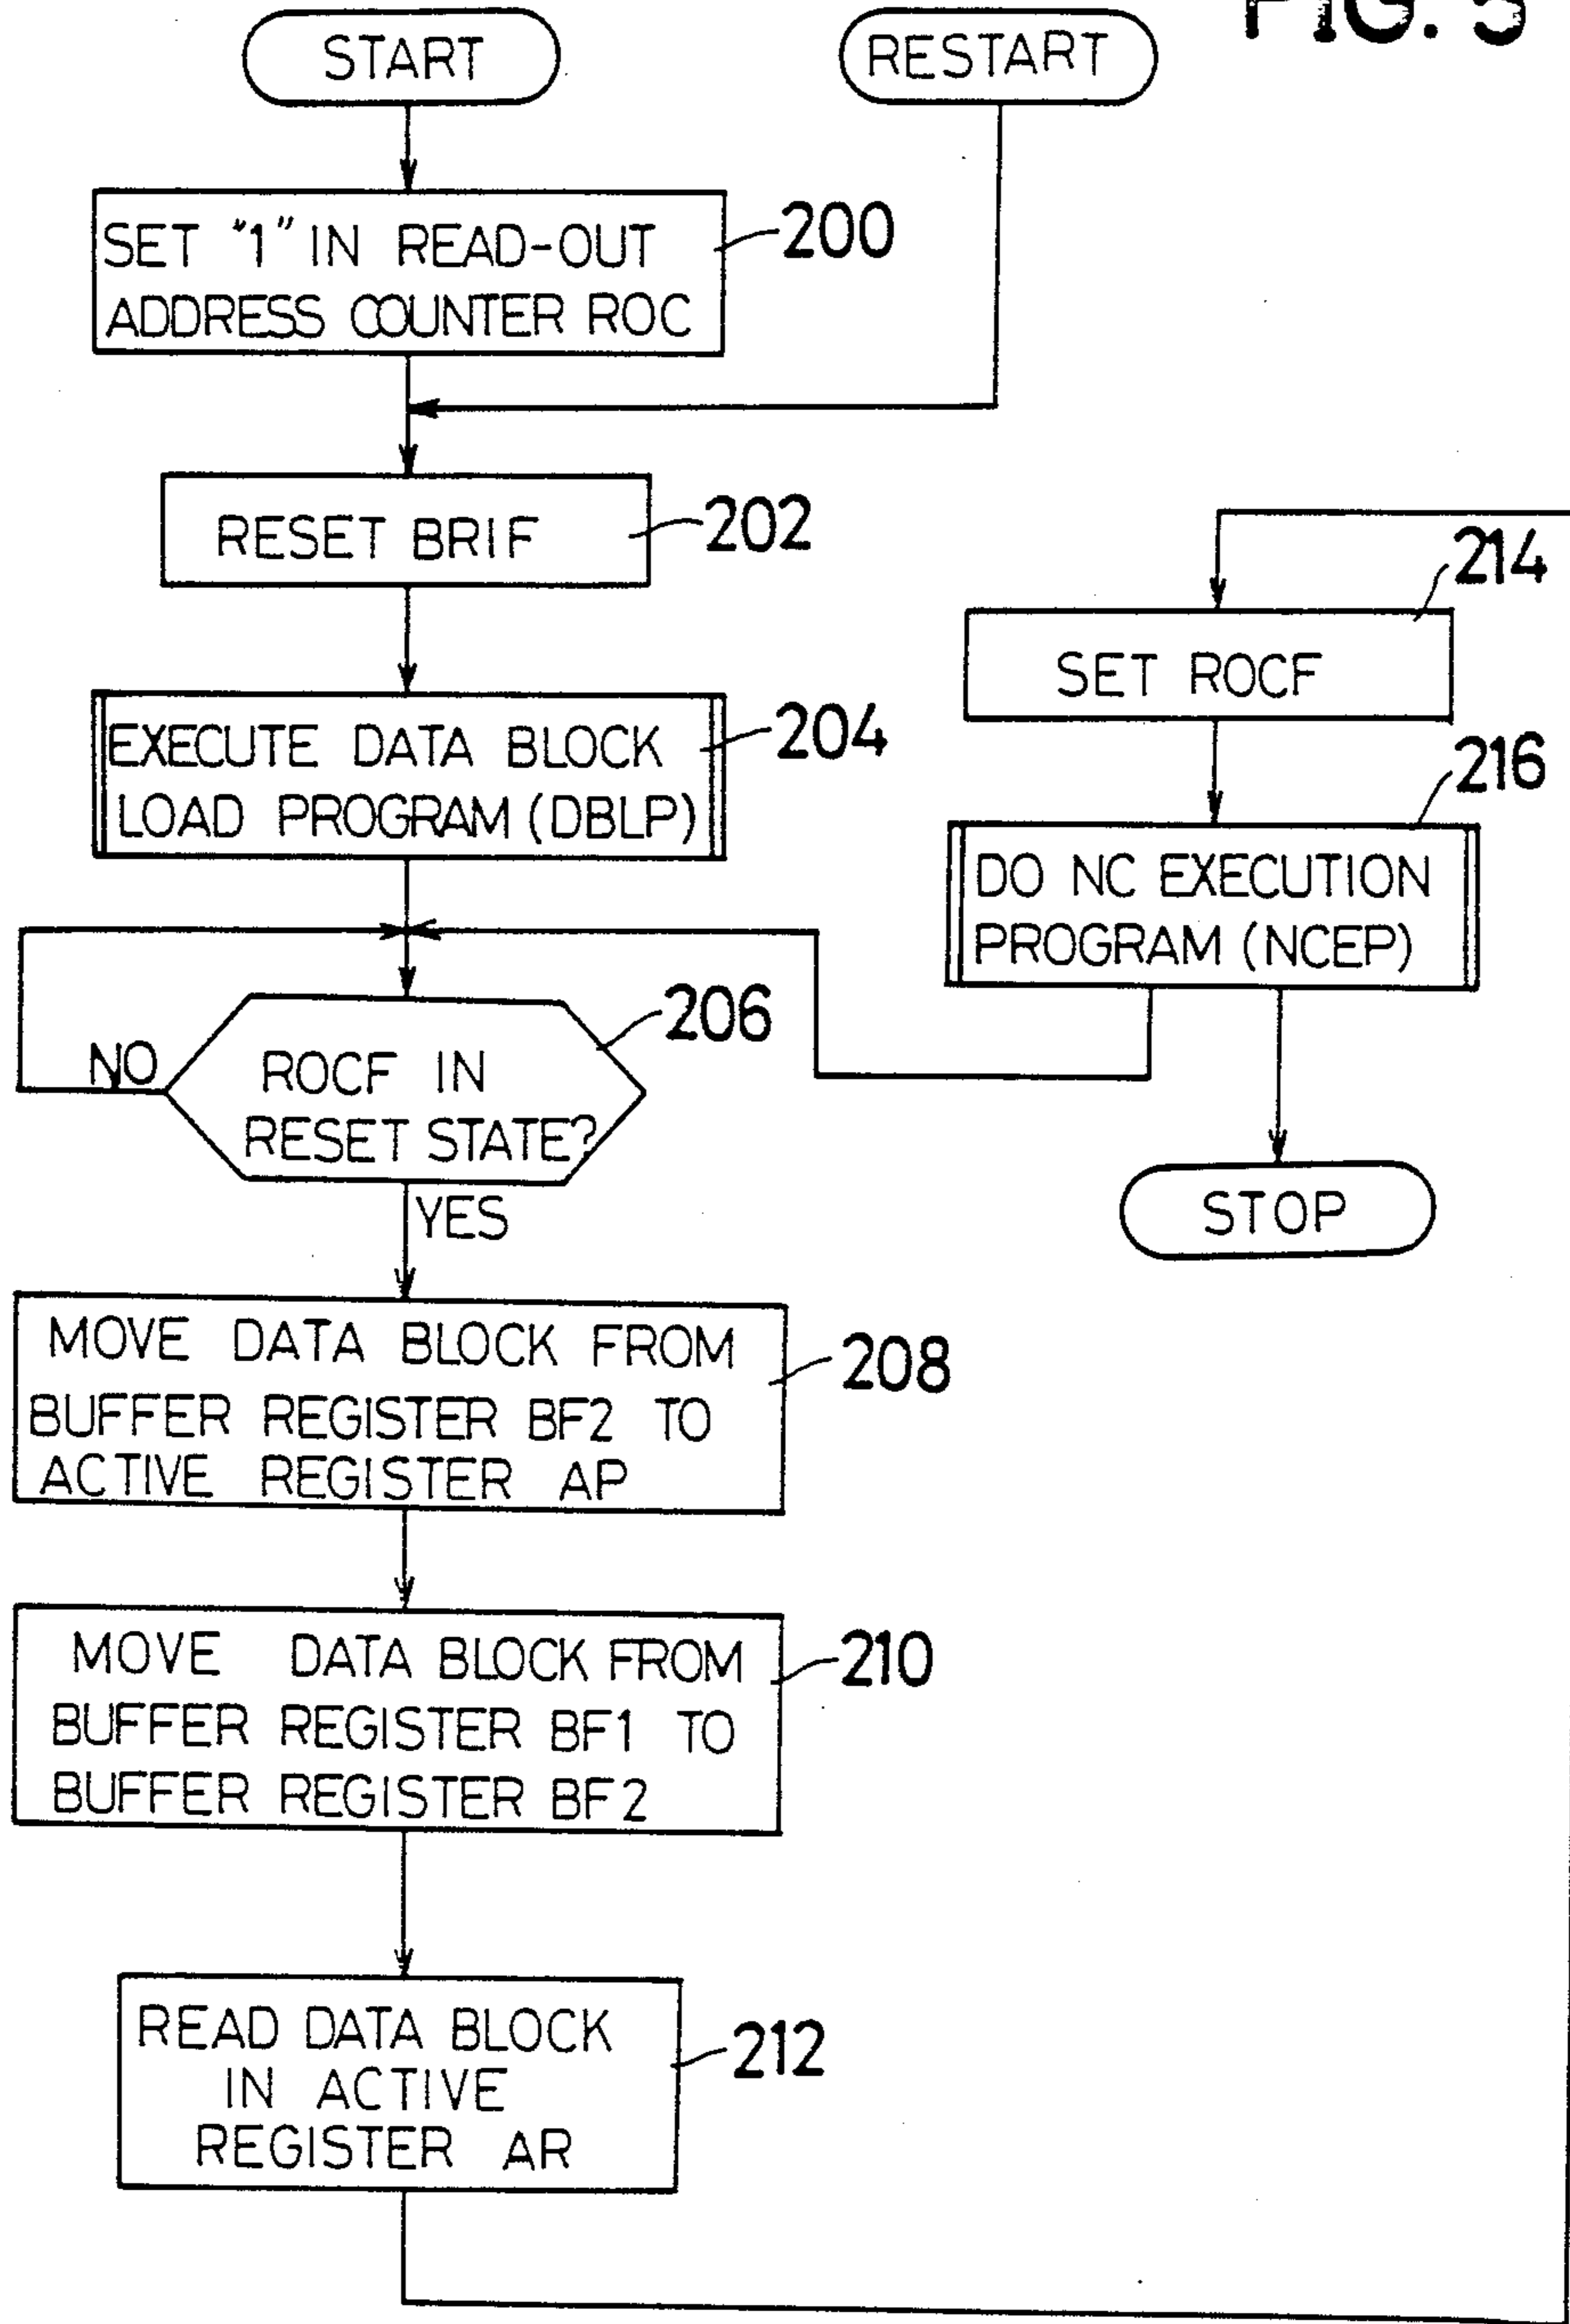 FIG. 5
START
RESTART
SET "1" IN READ-OUT
ADDRESS COUNTER ROC
200
RESET BRIF
202
EXECUTE DATA BLOCK
LOAD PROGRAM (DBLP)
204
NO
ROCF IN
RESET STATE?
206
YES
MOVE DATA BLOCK FROM
BUFFER REGISTER BF2 TO
ACTIVE REGISTER AP
208
MOVE DATA BLOCK FROM
BUFFER REGISTER BF1 TO
BUFFER REGISTER BF2
210
READ DATA BLOCK
IN ACTIVE
REGISTER AR
212
214
SET ROCF
216
DO NC EXECUTION
PROGRAM (NCEP)
STOP